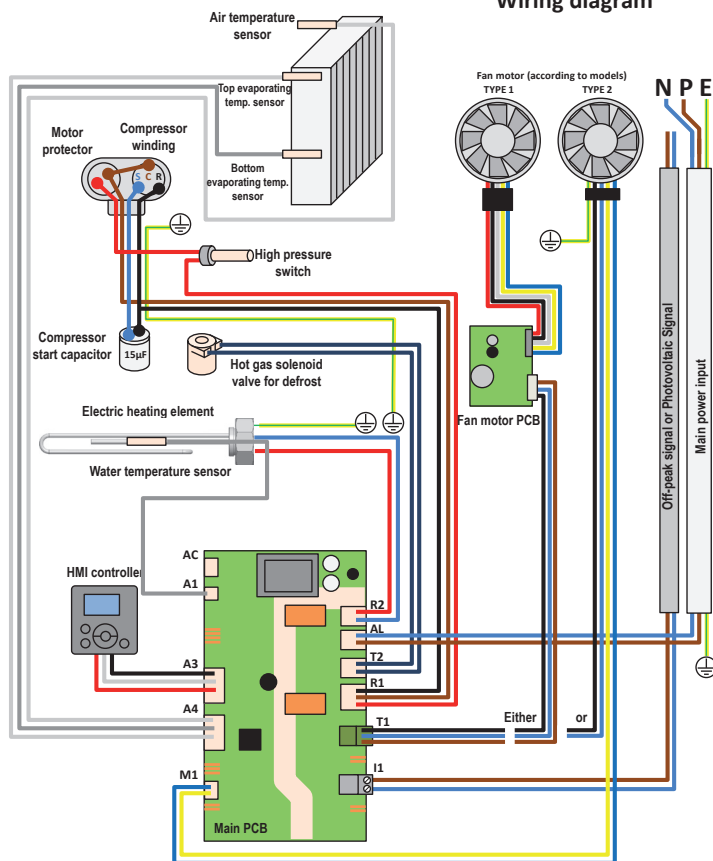 Wiring diagram
Air temperature
sensor
Top evaporating
temp. sensor
Bottom
evaporating temp.
sensor
Motor
protector
Compressor
winding
S C R
High pressure
switch
Compressor
start capacitor
15µF
Hot gas solenoid
valve for defrost
Electric heating element
Water temperature sensor
Fan motor (according to models)
TYPE 1
TYPE 2
N P E
Fan motor PCB
Off-peak signal or Photovoltaic Signal
Main power input
HMI controller
AC
A1
A3
A4
M1
R2
AL
T2
R1
T1
I1
Either or
Main PCB